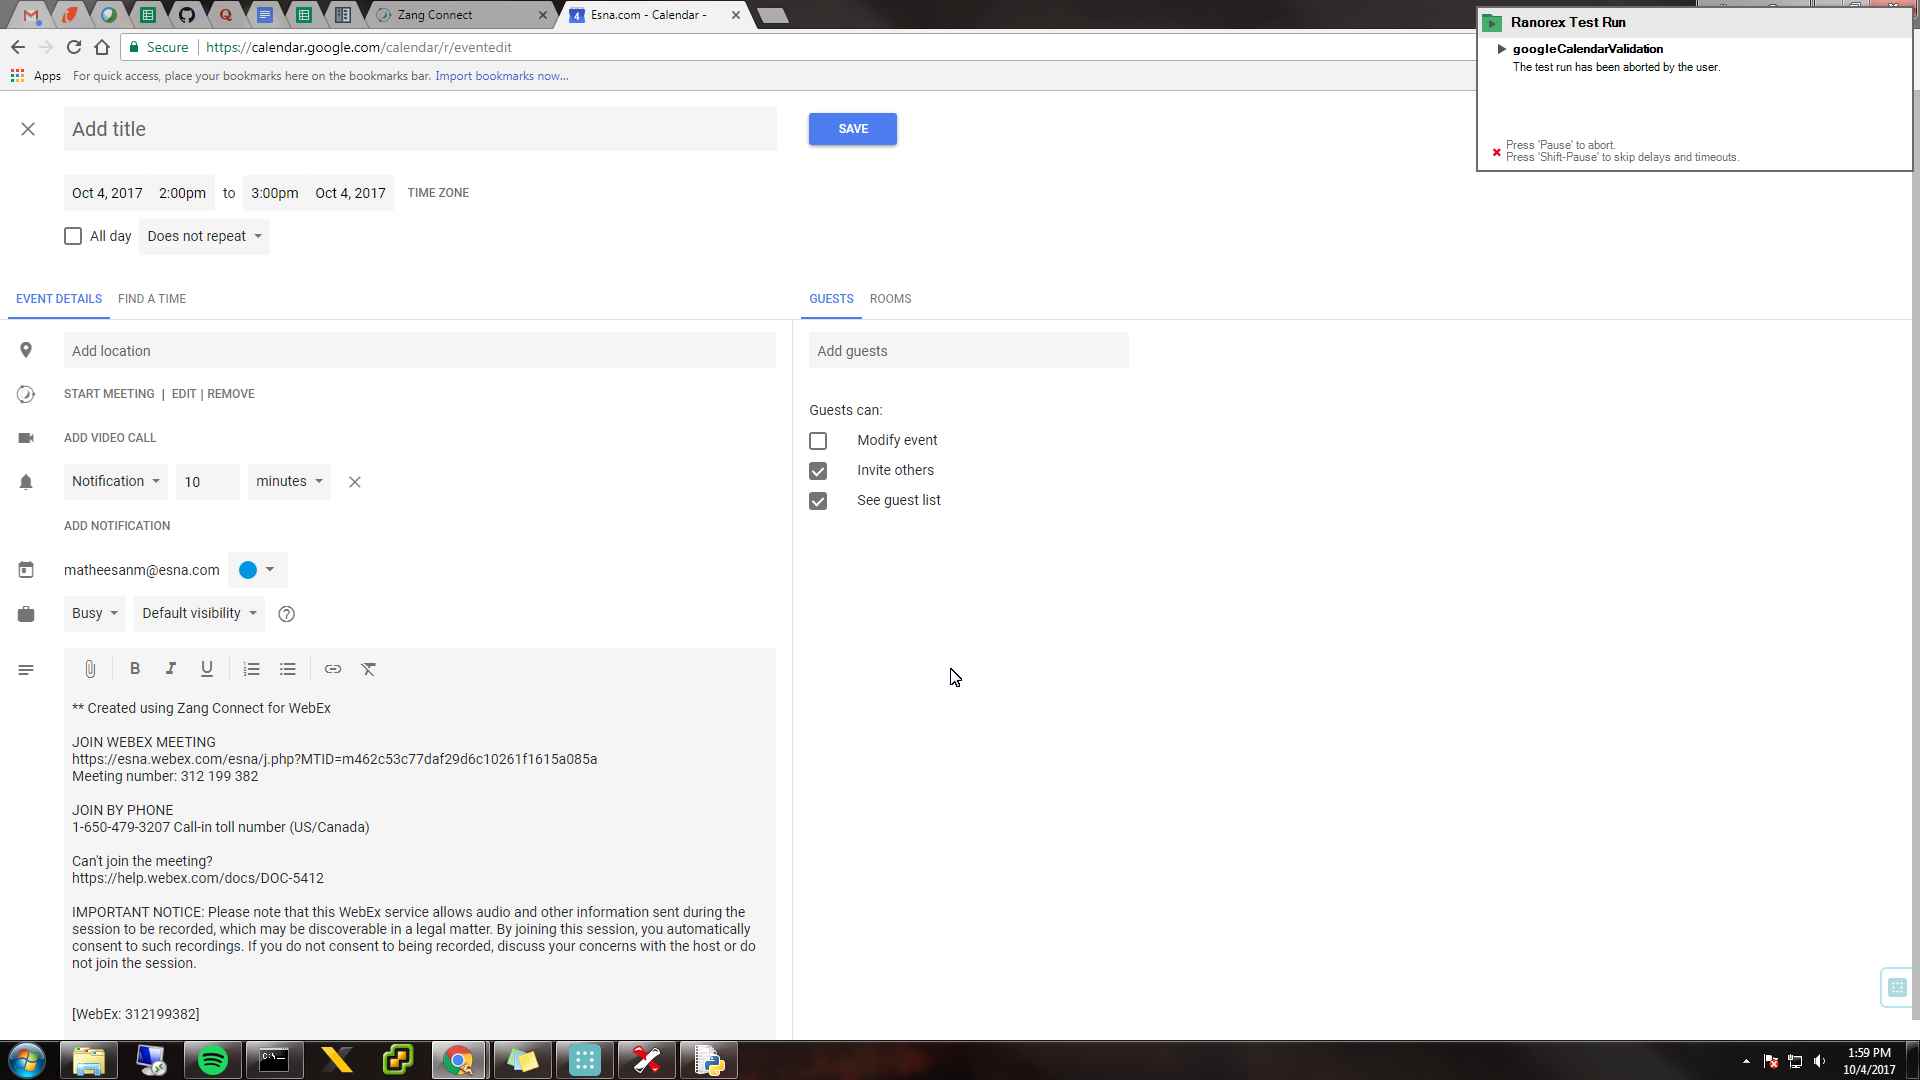 Zang Connect
4 Esna.com - Calendar -
Secure https://calendar.google.com/calendar/r/eventedit
Apps For quick access, place your bookmarks here on the bookmarks bar. Import bookmarks now...
Ranorex Test Run
googleCalendarValidation
The test run has been aborted by the user.
Press 'Pause' to abort.
Press 'Shift-Pause' to skip delays and timeouts.
Add title
SAVE
Oct 4, 2017 2:00pm to 3:00pm Oct 4, 2017 TIME ZONE
All day Does not repeat
EVENT DETAILS FIND A TIME
GUESTS ROOMS
Add location
START MEETING | EDIT | REMOVE
ADD VIDEO CALL
Notification 10 minutes
ADD NOTIFICATION
matheesanm@esna.com
Busy Default visibility ?
Add guests
Guests can:
Modify event
Invite others
See guest list
B I U
** Created using Zang Connect for WebEx
JOIN WEBEX MEETING
https://esna.webex.com/esna/j.php?MTID=m462c53c77daf29d6c10261f1615a085a
Meeting number: 312 199 382
JOIN BY PHONE
1-650-479-3207 Call-in toll number (US/Canada)
Can't join the meeting?
https://help.webex.com/docs/DOC-5412
IMPORTANT NOTICE: Please note that this WebEx service allows audio and other information sent during the
session to be recorded, which may be discoverable in a legal matter. By joining this session, you automatically
consent to such recordings. If you do not consent to being recorded, discuss your concerns with the host or do
not join the session.
[WebEx: 312199382]
C:\.
1:59 PM
10/4/2017